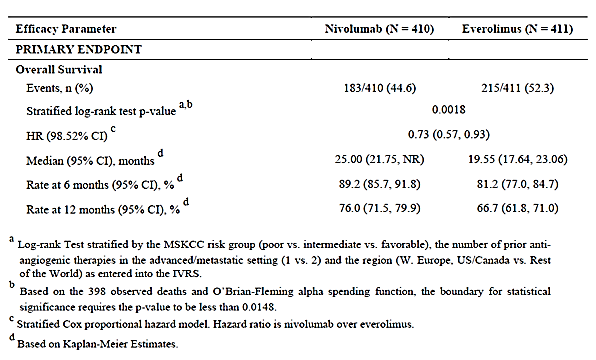 Efficacy Parameter Nivolumab (N = 410) Everolimus (N = 411)
PRIMARY ENDPOINT
Overall Survival
Events, n (%) 183/410 (44.6) 215/411 (52.3)
Stratified log-rank test p-value a,b 0.0018
HR (98.52% CI) c 0.73 (0.57, 0.93)
Median (95% CI), months d 25.00 (21.75, NR) 19.55 (17.64, 23.06)
Rate at 6 months (95% CI), % d 89.2 (85.7, 91.8) 81.2 (77.0, 84.7)
Rate at 12 months (95% CI), % d 76.0 (71.5, 79.9) 66.7 (61.8, 71.0)
a Log-rank Test stratified by the MSKCC risk group (poor vs. intermediate vs. favorable), the number of prior anti-
angiogenic therapies in the advanced/metastatic setting (1 vs. 2) and the region (W. Europe, US/Canada vs. Rest
of the World) as entered into the IVRS.
b Based on the 398 observed deaths and O'Brian-Fleming alpha spending function, the boundary for statistical
significance requires the p-value to be less than 0.0148.
c Stratified Cox proportional hazard model. Hazard ratio is nivolumab over everolimus.
d Based on Kaplan-Meier Estimates.